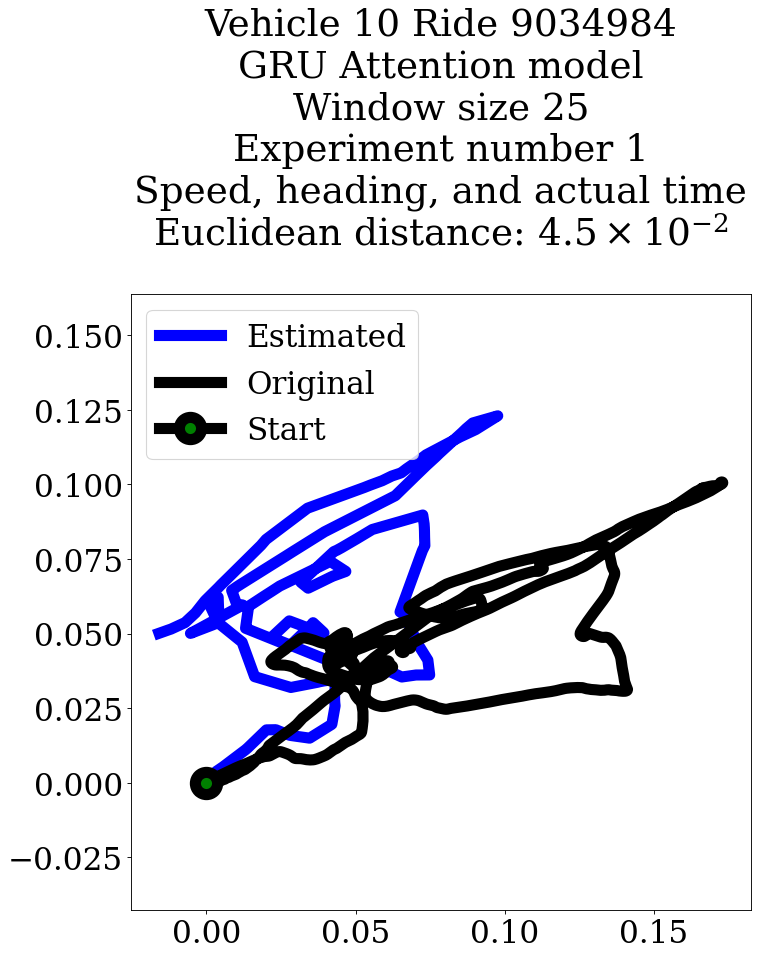 Vehicle 10 Ride 9034984
GRU Attention model
Window size 25
Experiment number 1
Speed, heading, and actual time
Euclidean distance: 4.5 × 10⁻²
Estimated
Original
Start
0.150
0.125
0.100
0.075
0.050
0.025
0.000
−0.025
0.00 0.05 0.10 0.15